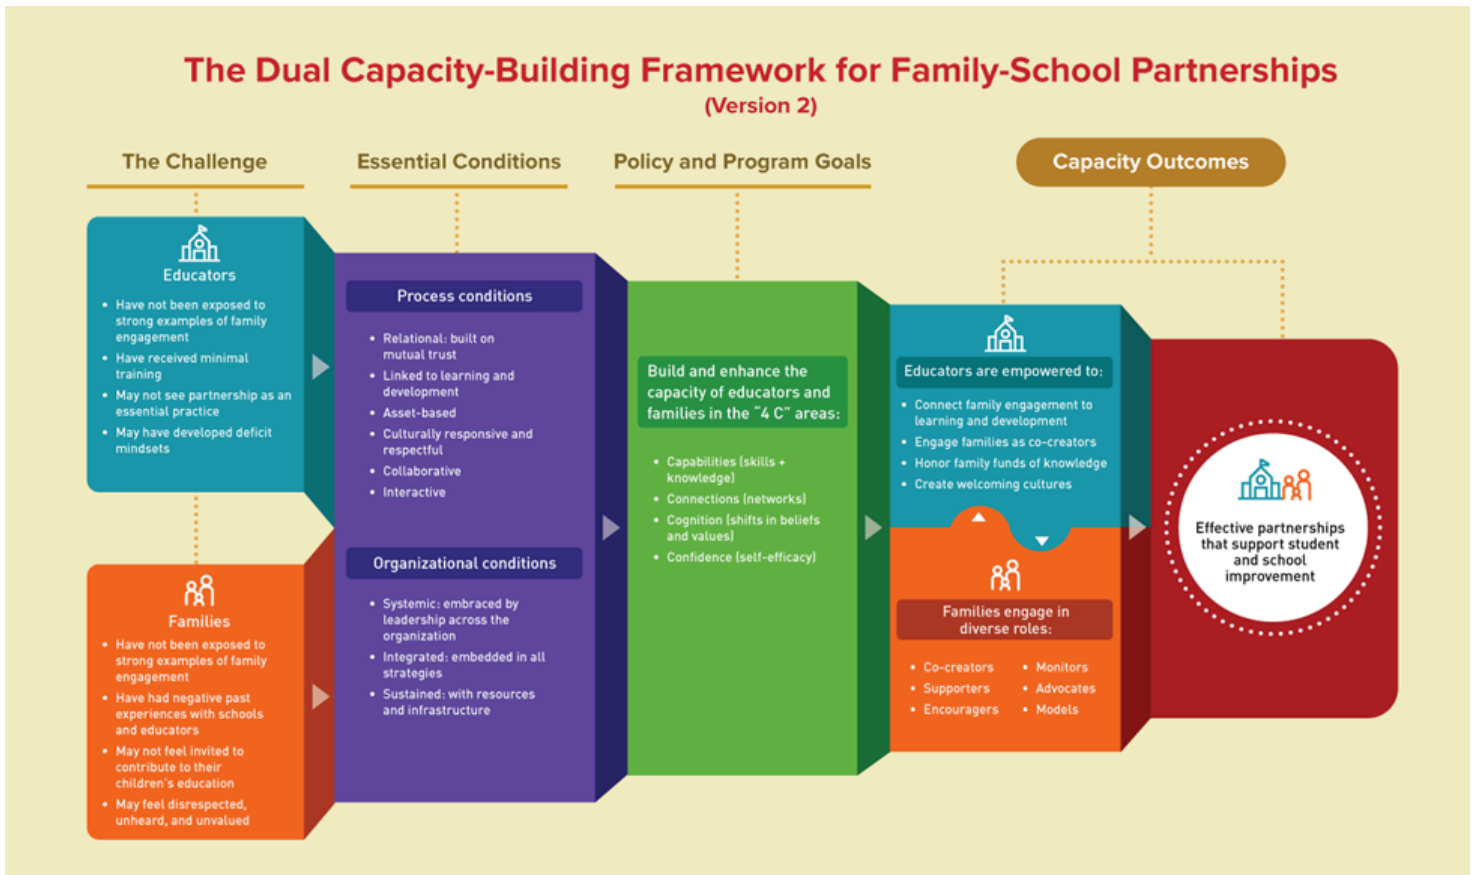 The Dual Capacity-Building Framework for Family-School Partnerships
(Version 2)
The Challenge
Educators
• Have not been exposed to
strong examples of family
engagement
• Have received minimal
training
• May not see partnership as an
essential practice
• May have developed deficit
mindsets
Families
• Have not been exposed to
strong examples of family
engagement
• Have had negative past
experiences with schools
and educators
• May not feel invited to
contribute to their
children's education
• May feel disrespected,
unheard, and unvalued
Essential Conditions
Process conditions
• Relational: built on
mutual trust
• Linked to learning and
development
• Asset-based
• Culturally responsive and
respectful
• Collaborative
• Interactive
Organizational conditions
• Systemic: embraced by
leadership across the
organization
• Integrated: embedded in all
strategies
• Sustained: with resources
and infrastructure
Policy and Program Goals
Build and enhance the
capacity of educators and
families in the "4 C" areas:
• Capabilities (skills +
knowledge)
• Connections (networks)
• Cognition (shifts in beliefs
and values)
• Confidence (self-efficacy)
Capacity Outcomes
Educators are empowered to:
• Connect family engagement to
learning and development
• Engage families as co-creators
• Honor family funds of knowledge
• Create welcoming cultures
Families engage in
diverse roles:
• Co-creators
• Supporters
• Encouragers
• Monitors
• Advocates
• Models
Effective partnerships
that support student
and school
improvement